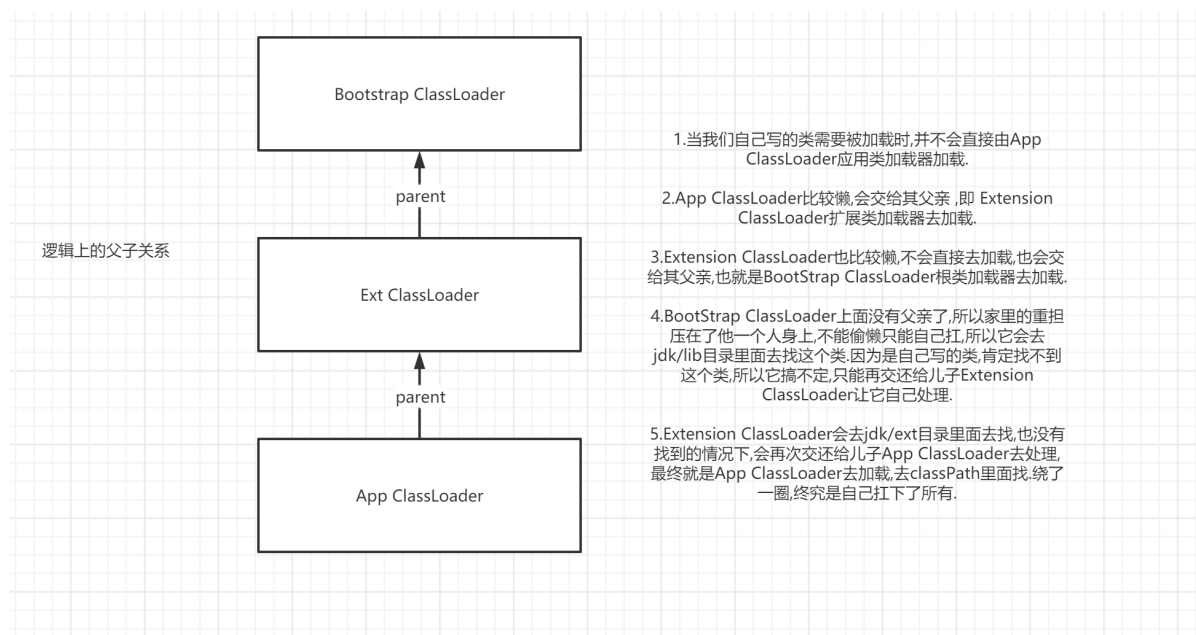 Bootstrap ClassLoader
parent
逻辑上的父子关系
Ext ClassLoader
parent
App ClassLoader
1.当我们自己写的类需要被加载时,并不会直接由App
ClassLoader应用类加载器加载.
2.App ClassLoader比较懒,会交给其父亲 ,即 Extension
ClassLoader扩展类加载器去加载.
3.Extension ClassLoader也比较懒,不会直接去加载,也会交
给其父亲,也就是BootStrap ClassLoader根类加载器去加载.
4.BootStrap ClassLoader上面没有父亲了,所以家里的重担
压在了他一个人身上,不能偷懒只能自己扛,所以它会去
jdk/lib目录里面去找这个类.因为是自己写的类,肯定找不到
这个类,所以它搞不定,只能再交还给儿子Extension
ClassLoader让它自己处理.
5.Extension ClassLoader会去jdk/ext目录里面去找,也没有
找到的情况下,会再次交还给儿子App ClassLoader去处理,
最终就是App ClassLoader去加载,去classPath里面找.绕了
一圈,终究是自己扛下了所有.